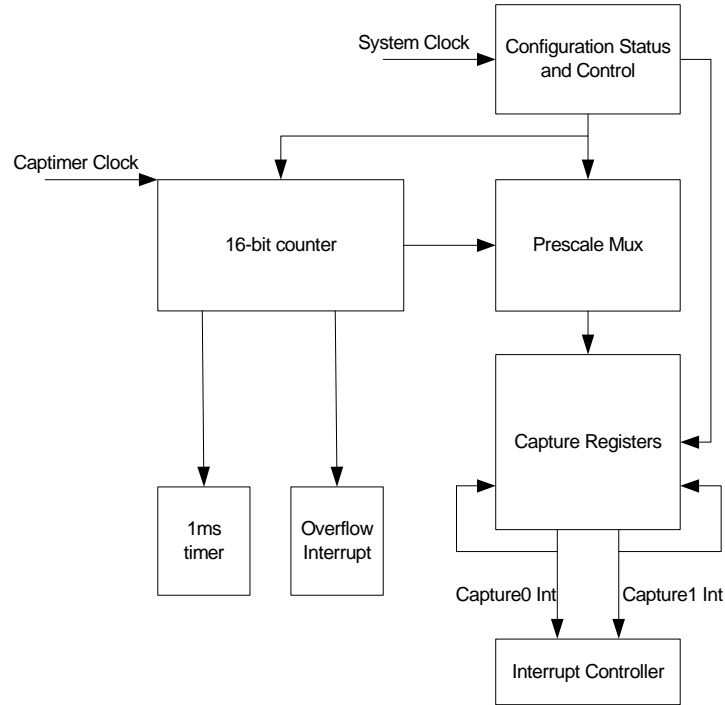 System Clock
Configuration Status
and Control
Captimer Clock
16-bit counter
Prescale Mux
Capture Registers
1ms
timer
Overflow
Interrupt
Capture0 Int
Capture1 Int
Interrupt Controller